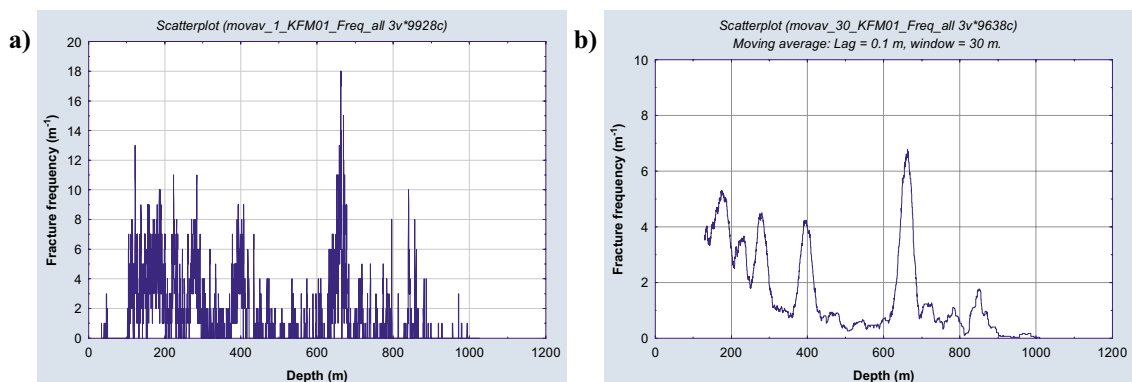 a)
Scatterplot (movav_1_KFM01_Freq_all 3v*9928c)
Fracture frequency (m-1)
20
18
16
14
12
10
8
6
4
2
0
0 200 400 600 800 1000 1200
Depth (m)
b)
Scatterplot (movav_30_KFM01_Freq_all 3v*9638c)
Moving average: Lag = 0.1 m, window = 30 m.
Fracture frequency (m-1)
10
8
6
4
2
0
0 200 400 600 800 1000 1200
Depth (m)